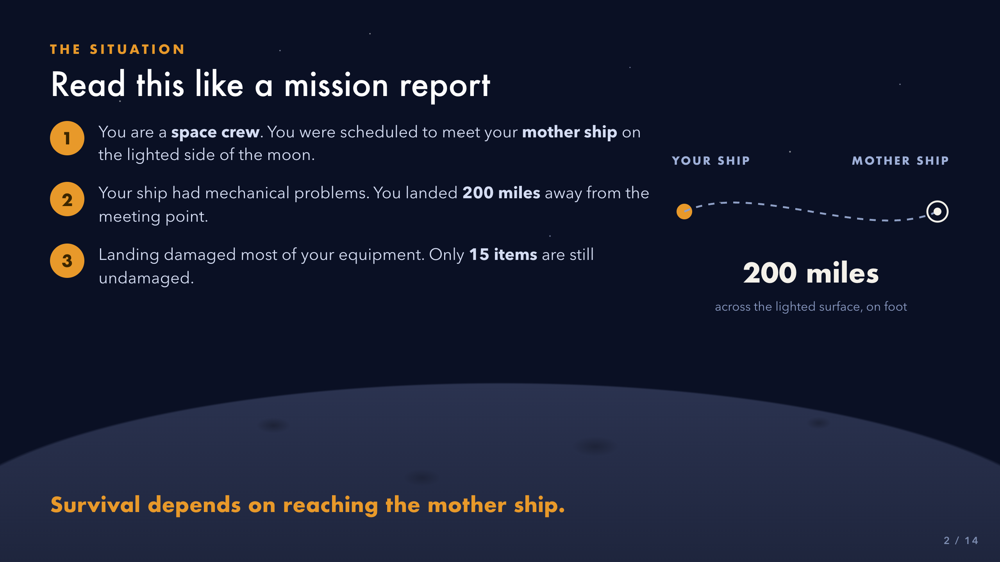 THE SITUATION
Read this like a mission report
1
You are a space crew. You were scheduled to meet your mother ship on
the lighted side of the moon.
2
Your ship had mechanical problems. You landed 200 miles away from the
meeting point.
3
Landing damaged most of your equipment. Only 15 items are still
undamaged.
YOUR SHIP
MOTHER SHIP
200 miles
across the lighted surface, on foot
Survival depends on reaching the mother ship.
2 / 14